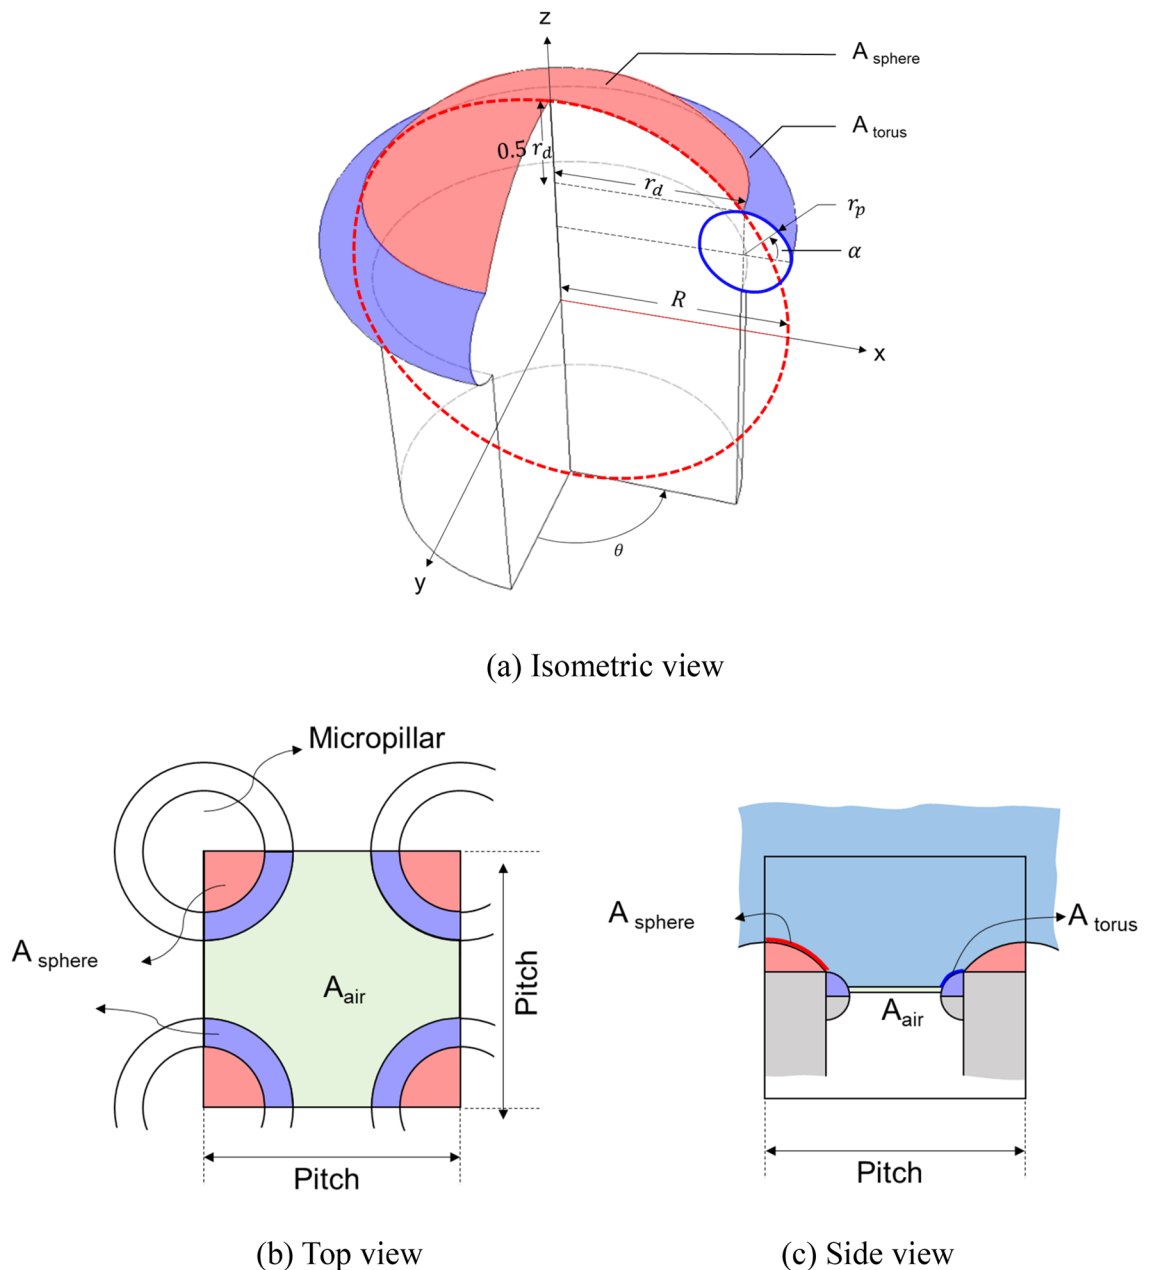 z
A sphere
A torus
0.5 r_d
r_d
r_p
α
R
x
y
θ
(a) Isometric view
Micropillar
A sphere
A air
Pitch
Pitch
(b) Top view
A sphere
A torus
A air
Pitch
(c) Side view